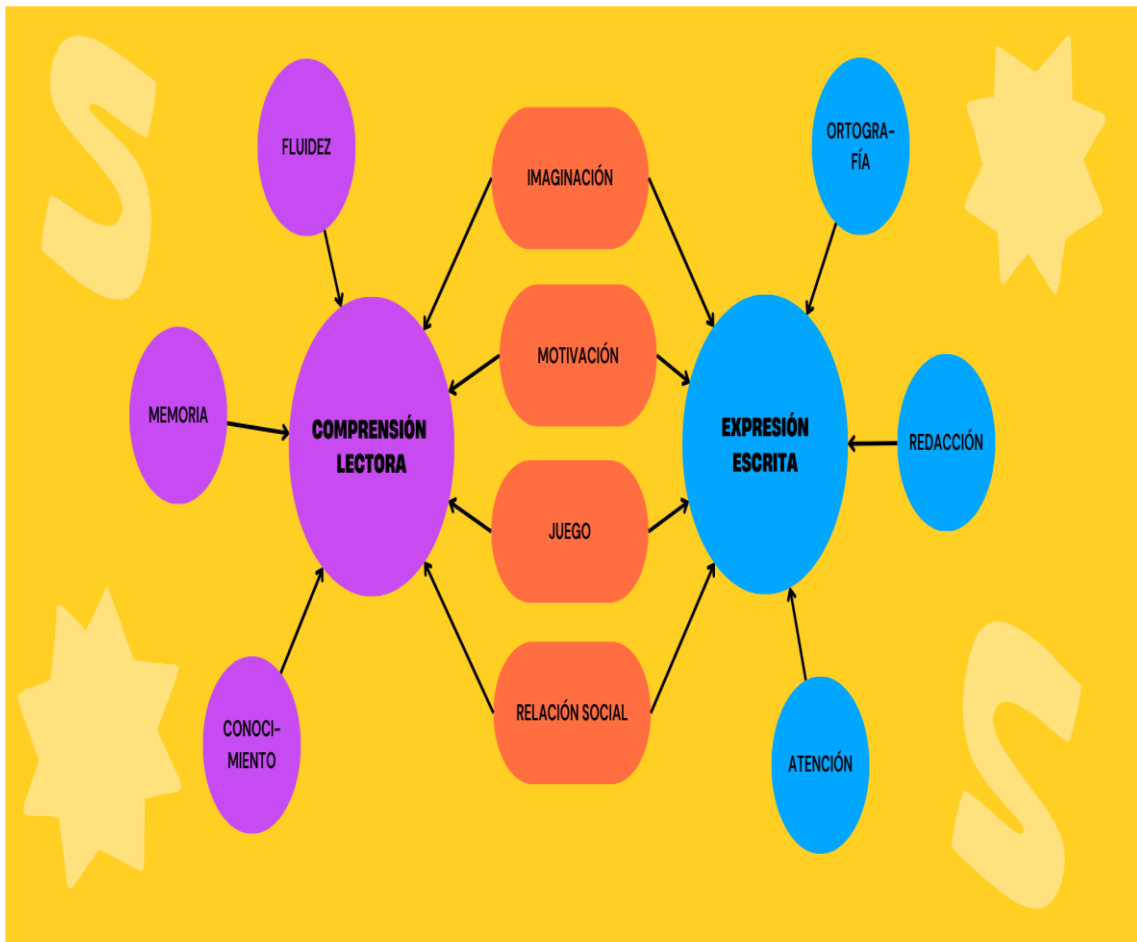 FLUIDEZ
MEMORIA
CONOCI-
MIENTO
COMPRENSIÓN
LECTORA
IMAGINACIÓN
MOTIVACIÓN
JUEGO
RELACIÓN SOCIAL
EXPRESIÓN
ESCRITA
ORTOGRA-
FÍA
REDACCIÓN
ATENCIÓN